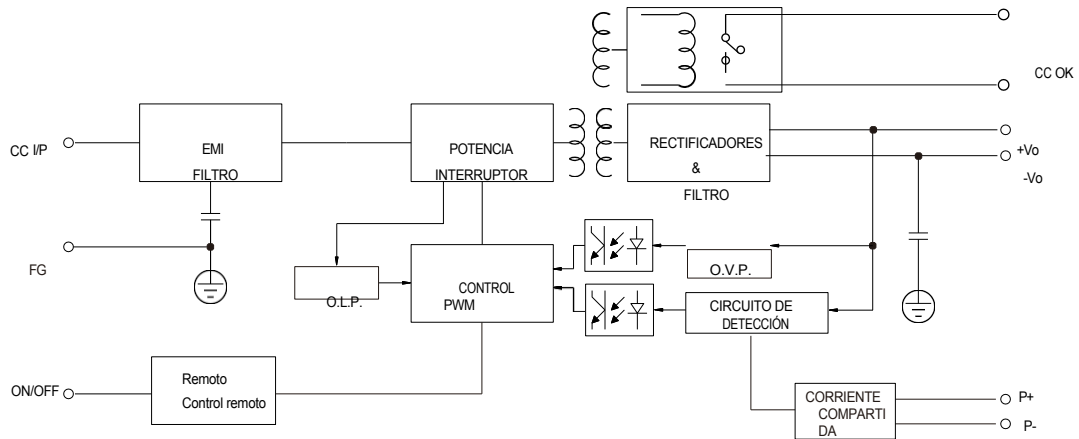 CC OK
CC I/P
EMI
FILTRO
POTENCIA
INTERRUPTOR
RECTIFICADORES
&
FILTRO
+Vo
-Vo
FG
O.L.P.
CONTROL
PWM
O.V.P.
CIRCUITO DE
DETECCIÓN
ON/OFF
Remoto
Control remoto
CORRIENTE
COMPARTI
DA
P+
P-